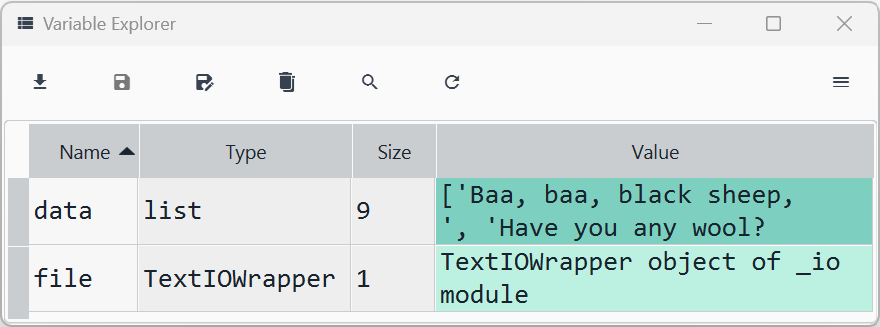 Variable Explorer
Name Type Size Value
data list 9 ['Baa, baa, black sheep,
', 'Have you any wool?
file TextIOWrapper 1 TextIOWrapper object of _io
module